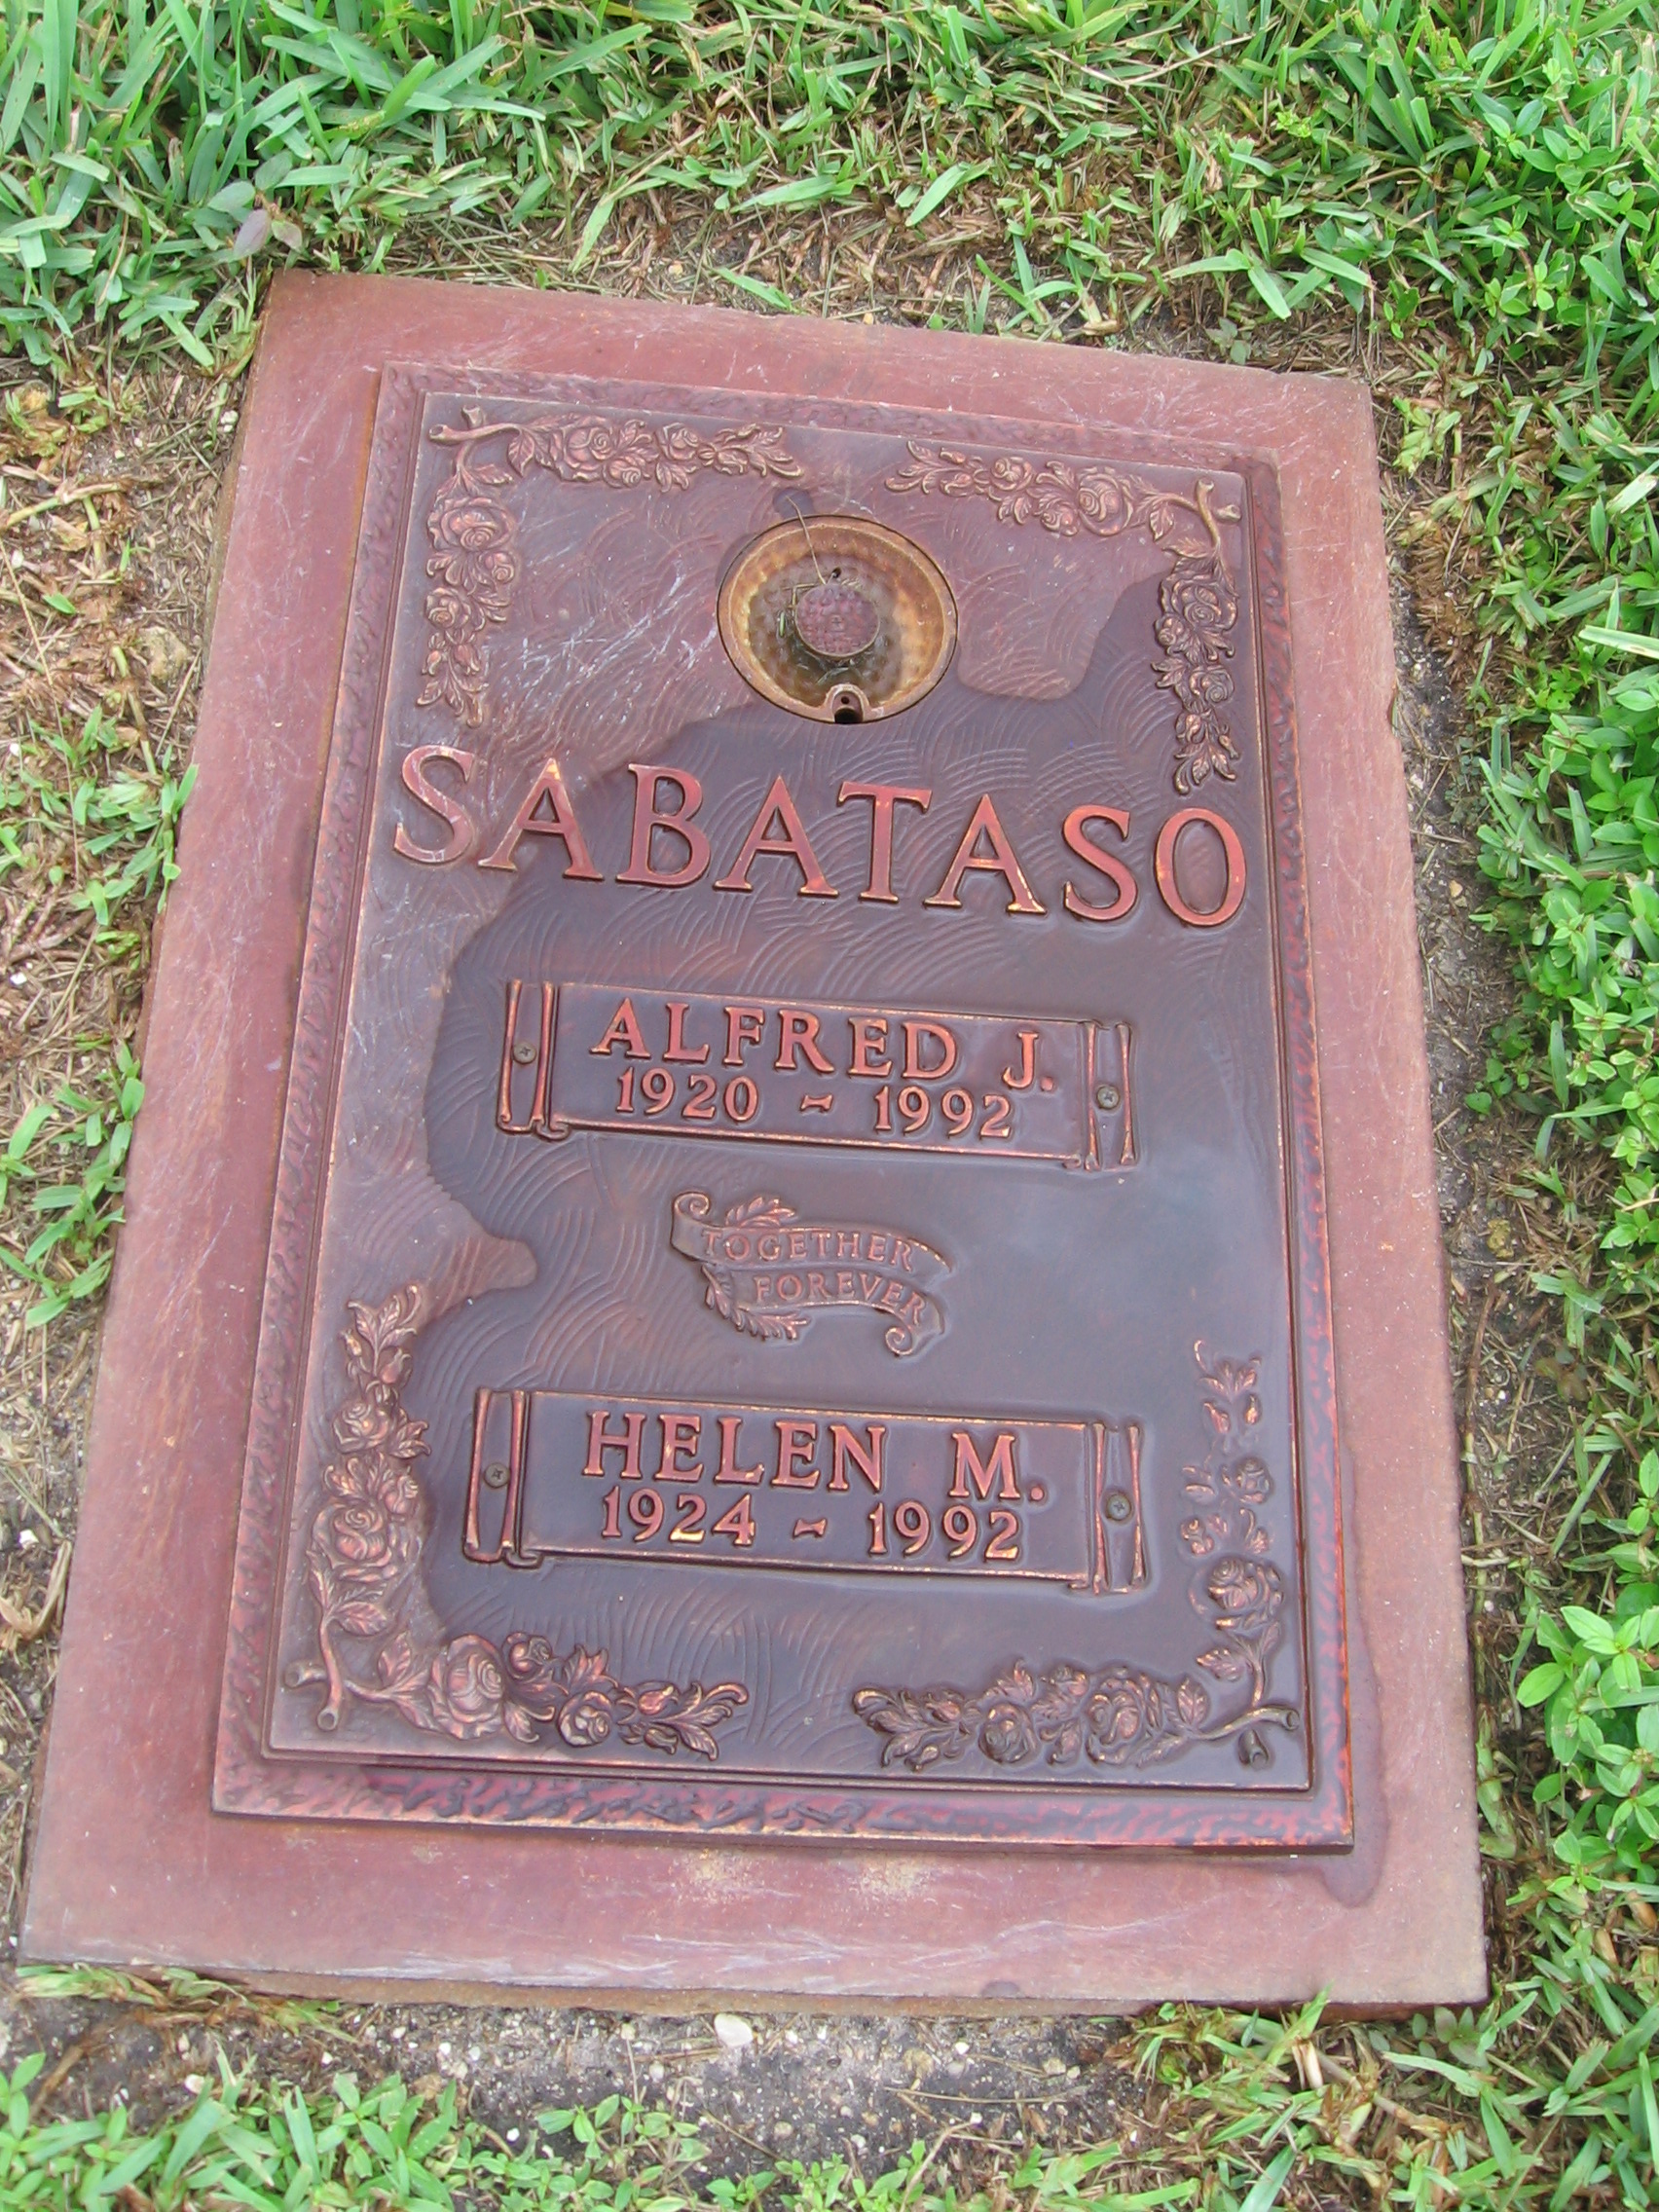 SABATASO
ALFRED J.
1920 - 1992
TOGETHER
FOREVER
HELEN M.
1924 - 1992